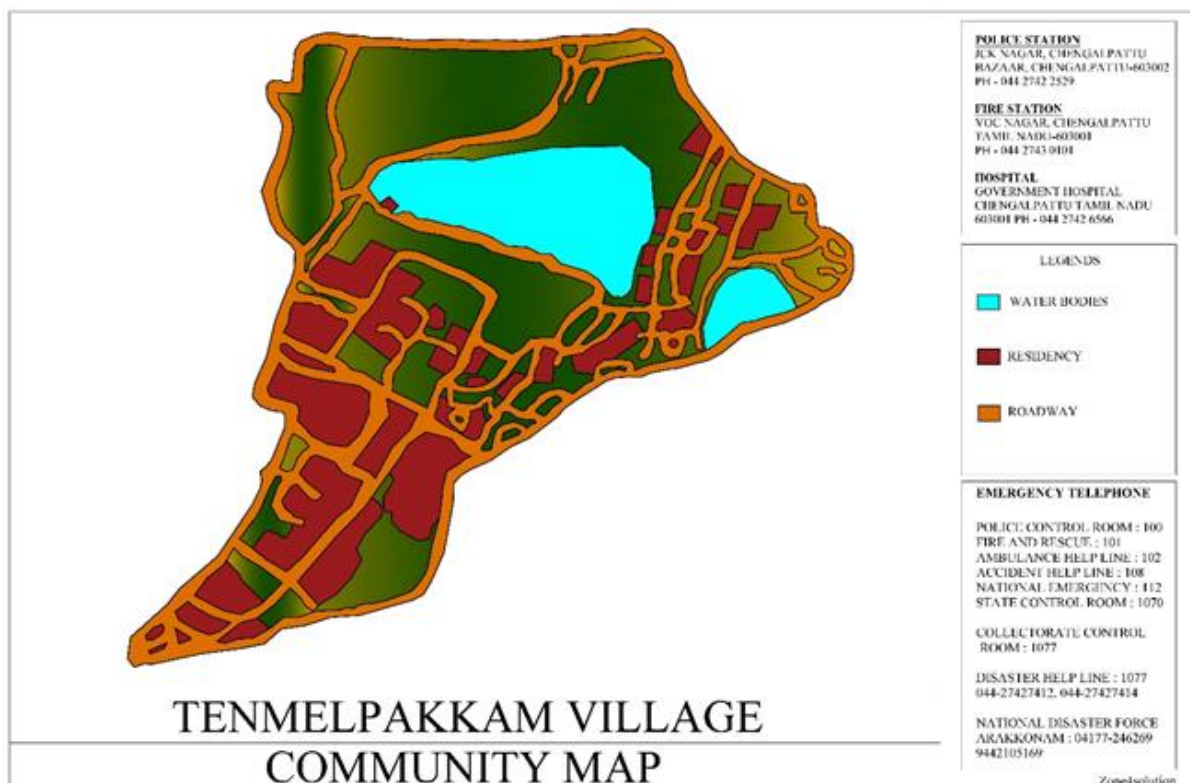 POLICE STATION
JCK NAGAR, CHENGALPATTU
BAZAAR, CHENGALPATTU-603002
PH - 044 2742 2529
FIRE STATION
VOC NAGAR, CHENGALPATTU
TAMIL NADU-603001
PH - 044 2743 0101
HOSPITAL
GOVERNMENT HOSPITAL
CHENGALPATTU TAMIL NADU
603001 PH - 044 2742 6566
LEGENDS
WATER BODIES
RESIDENCY
ROADWAY
EMERGENCY TELEPHONE
POLICE CONTROL ROOM : 100
FIRE AND RESCUE : 101
AMBULANCE HELP LINE : 102
ACCIDENT HELP LINE : 108
NATIONAL EMERGENCY : 112
STATE CONTROL ROOM : 1070
COLLECTORATE CONTROL
ROOM : 1077
DISASTER HELP LINE : 1077
044-27427412, 044-27427414
NATIONAL DISASTER FORCE
ARAKKONAM : 04177-246269
9442105169
TENMELPAKKAM VILLAGE
COMMUNITY MAP
Zone4solution